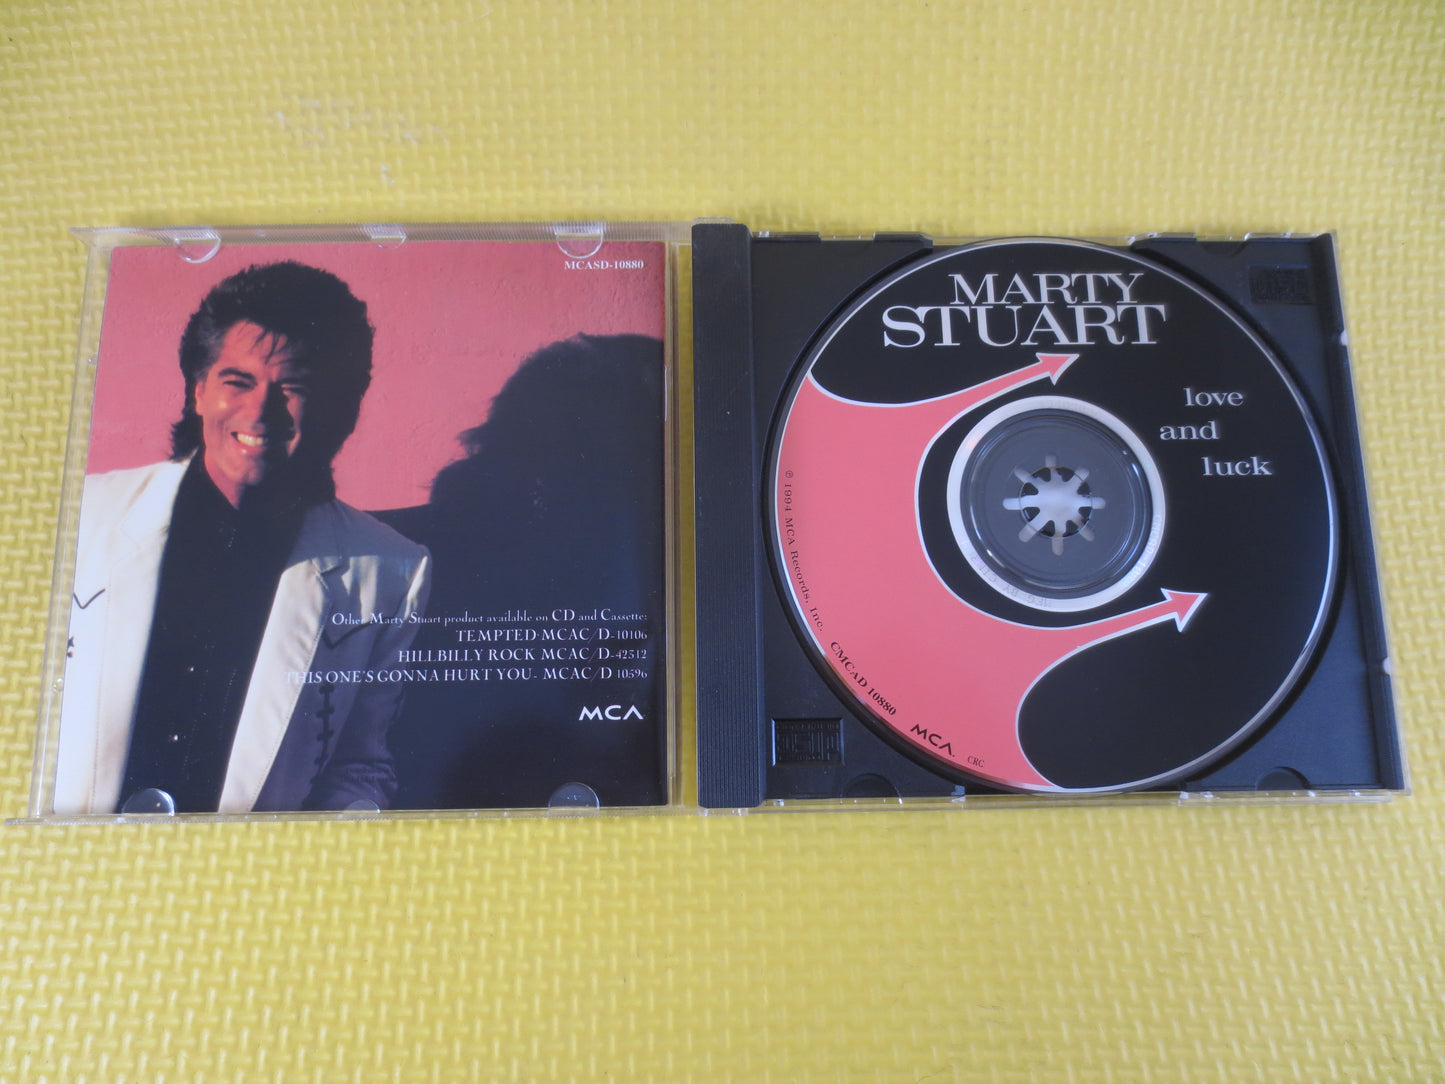 MCASD-10880
Other Marty Stuart product available on CD and Cassette:
TEMPTED-MCAC/D-10106
HILLBILLY ROCK MCAC/D-42312
THIS ONE'S GONNA HURT YOU- MCAC/D 10596
MCA
MARTY
STUART
love
and
luck
℗ 1994 MCA Records, Inc.
CMCAD 10880
MCA.
CRC